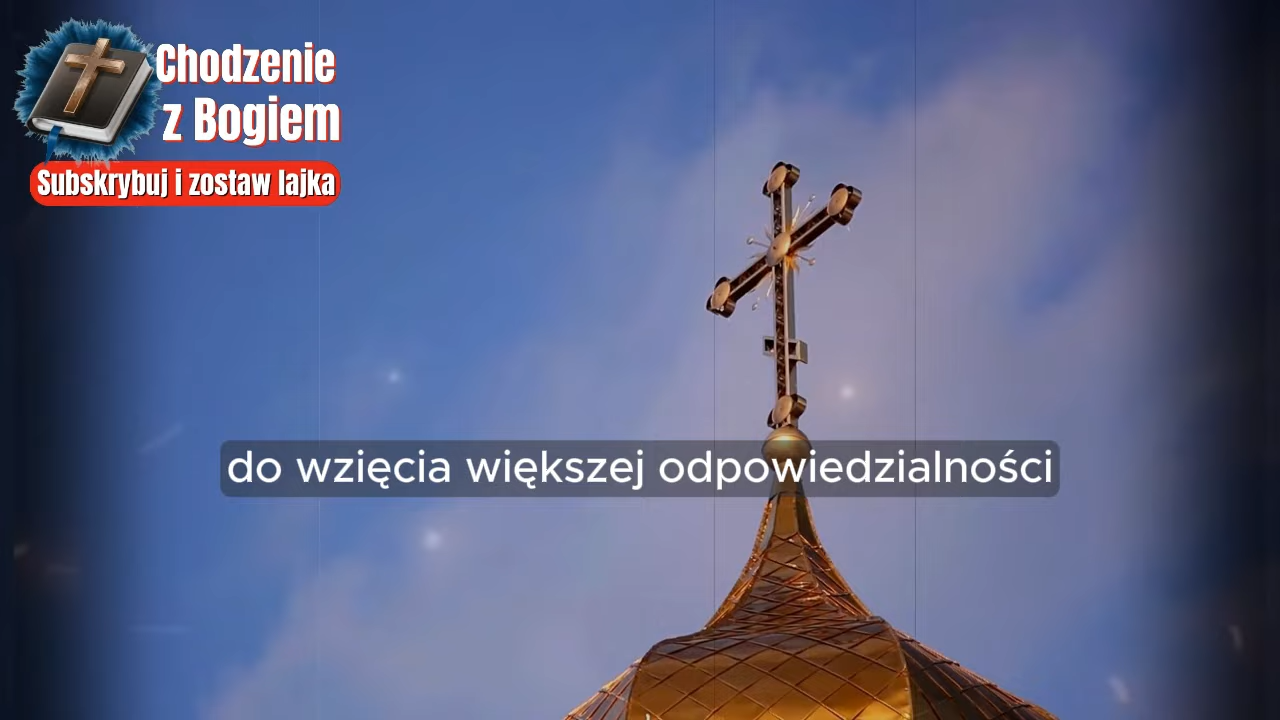 Chodzenie
z Bogiem
Subskrybuj i zostaw lajka
do wzięcia większej odpowiedzialności